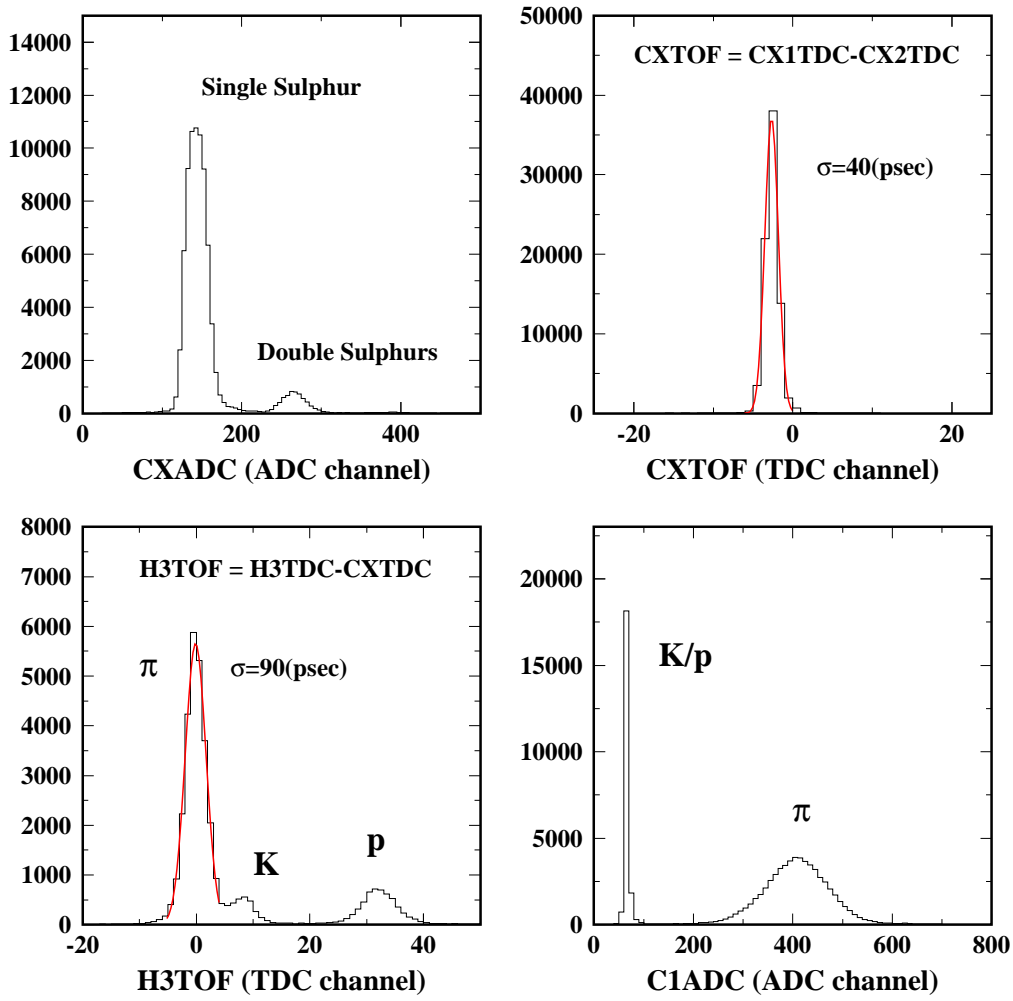 14000
12000
10000
8000
6000
4000
2000
0
Single Sulphur
Double Sulphurs
0 200 400
CXADC (ADC channel)
50000
40000
30000
20000
10000
0
CXTOF = CX1TDC-CX2TDC
σ=40(psec)
-20 0 20
CXTOF (TDC channel)
8000
7000
6000
5000
4000
3000
2000
1000
0
H3TOF = H3TDC-CXTDC
π
σ=90(psec)
K
p
-20 0 20 40
H3TOF (TDC channel)
20000
15000
10000
5000
0
K/p
π
0 200 400 600 800
C1ADC (ADC channel)